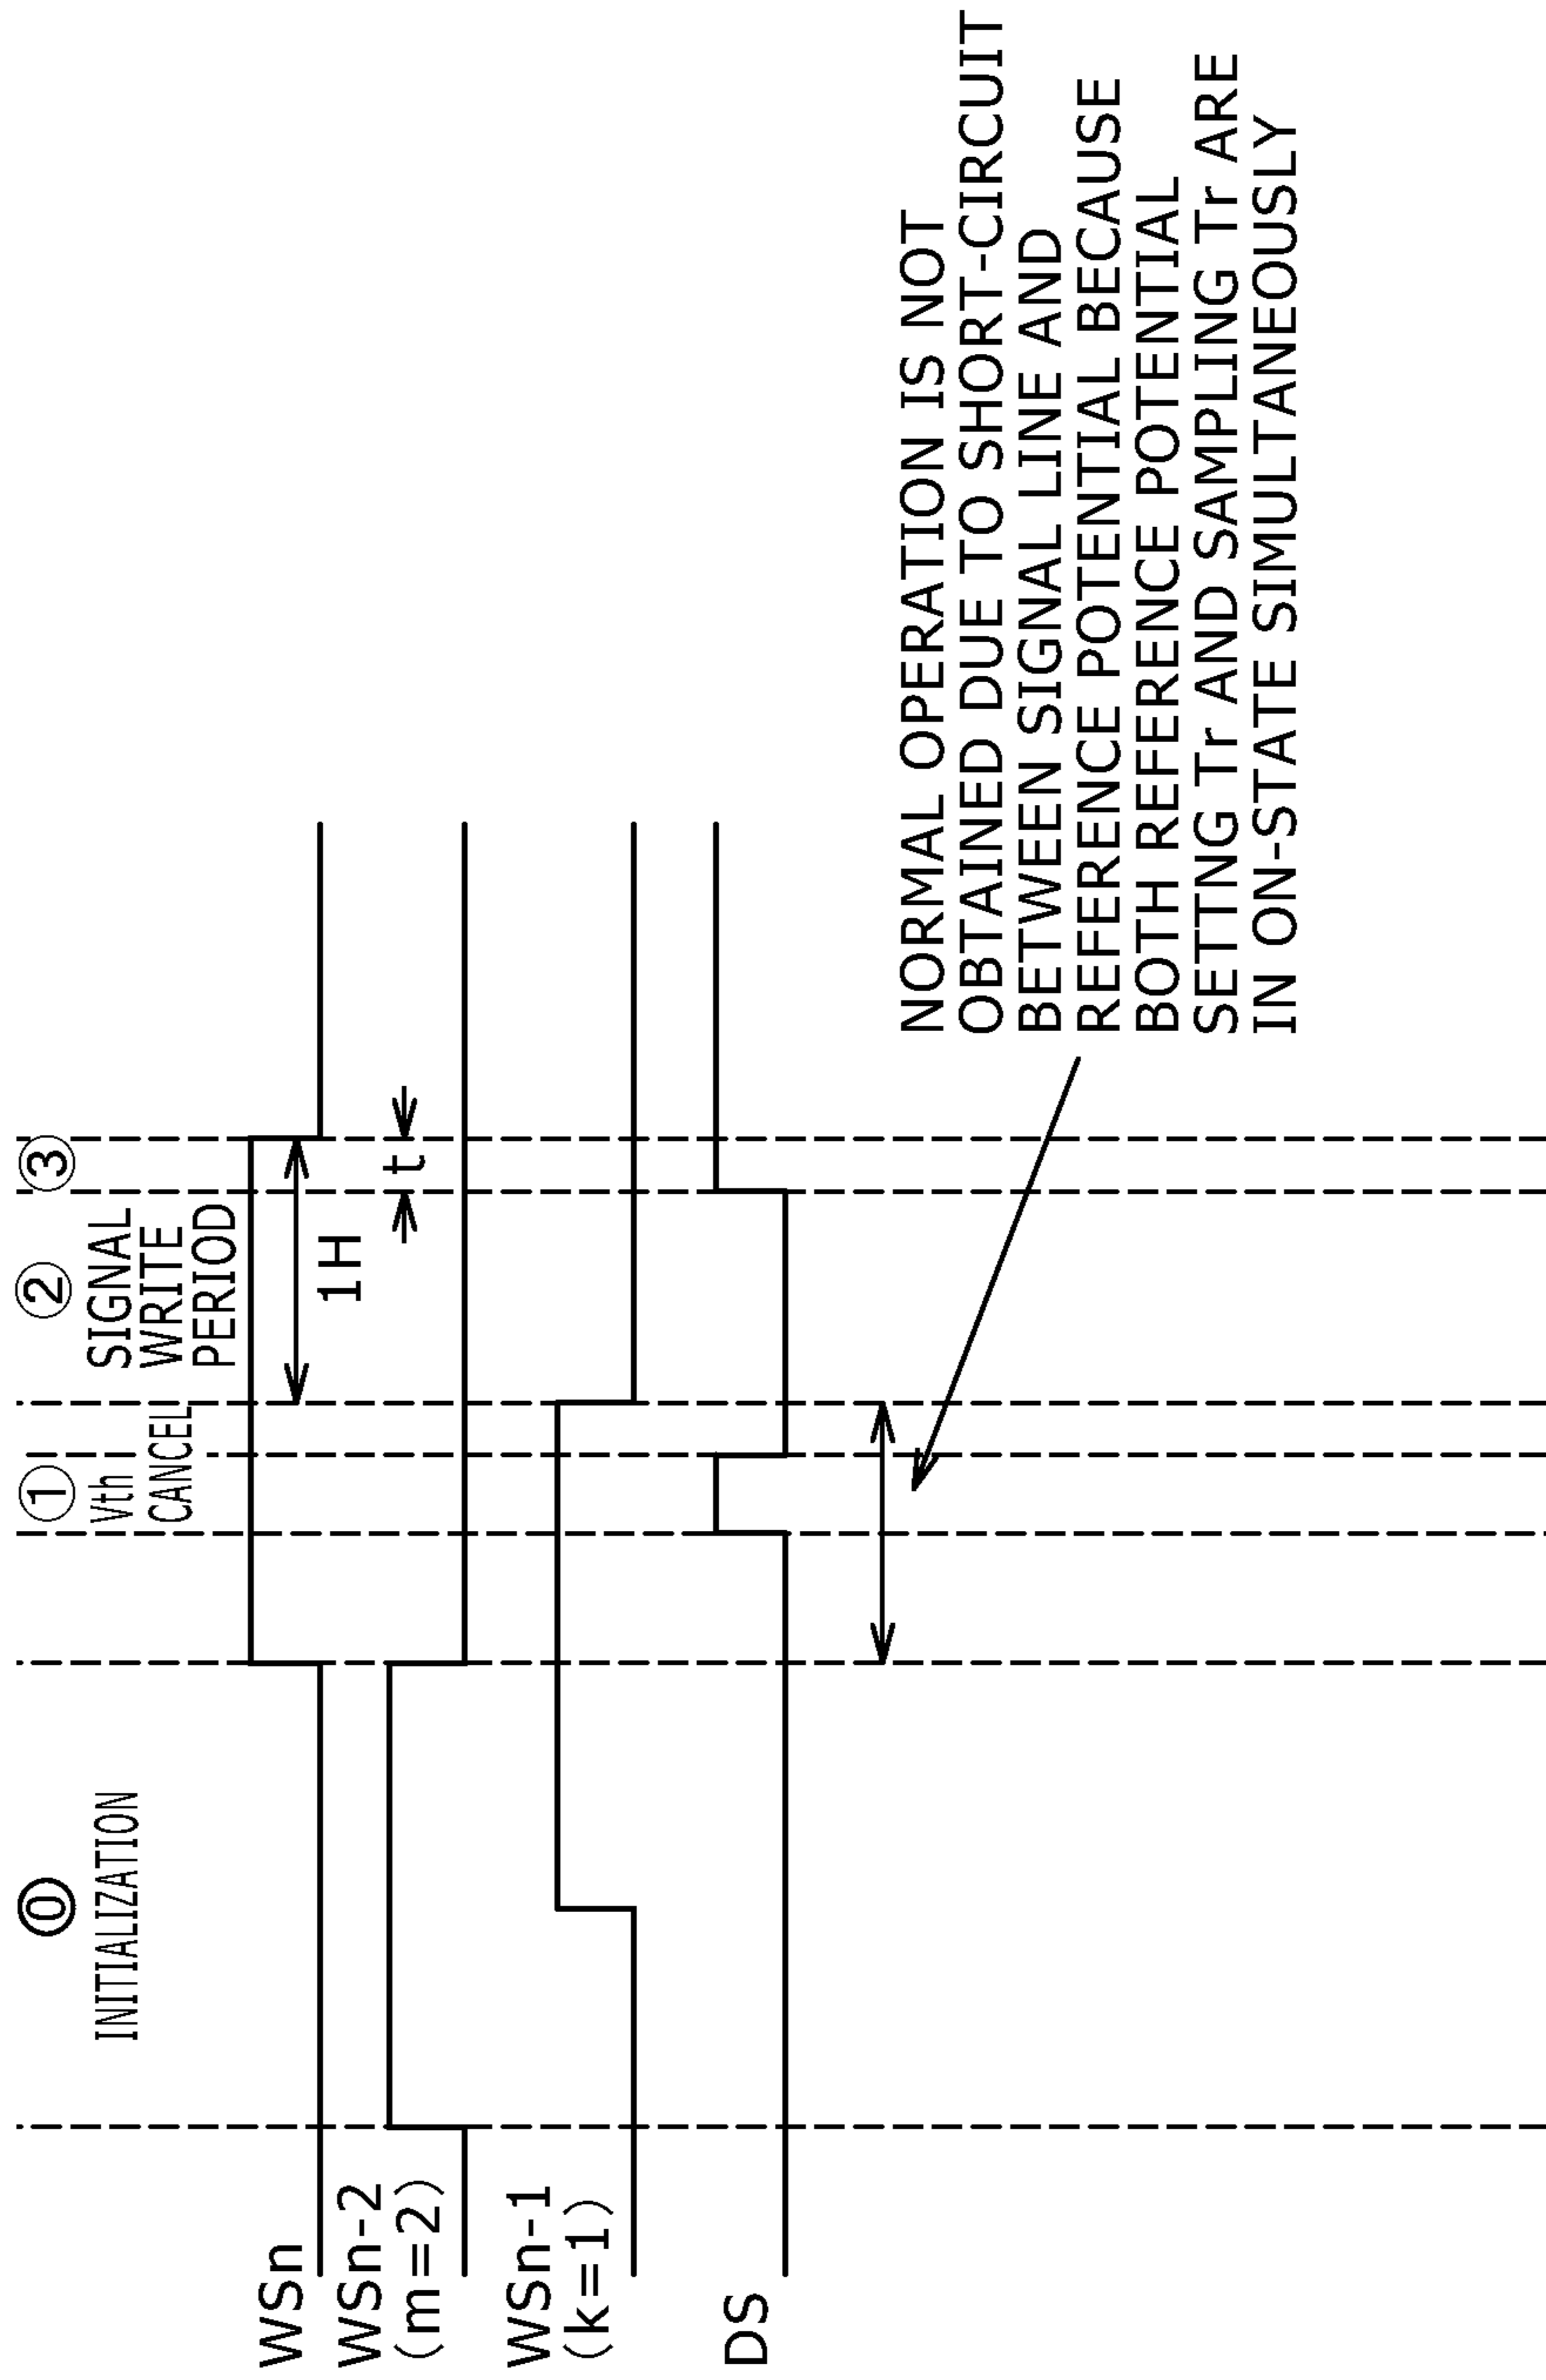 ⓪
INITIALIZATION
①
Vth
CANCEL
②
SIGNAL
WRITE
PERIOD
③
WSn
1H
WSn-2
(m=2)
t
WSn-1
(k=1)
DS
NORMAL OPERATION IS NOT
OBTAINED DUE TO SHORT-CIRCUIT
BETWEEN SIGNAL LINE AND
REFERENCE POTENTIAL BECAUSE
BOTH REFERENCE POTENTIAL
SETTNG Tr AND SAMPLING Tr ARE
IN ON-STATE SIMULTANEOUSLY